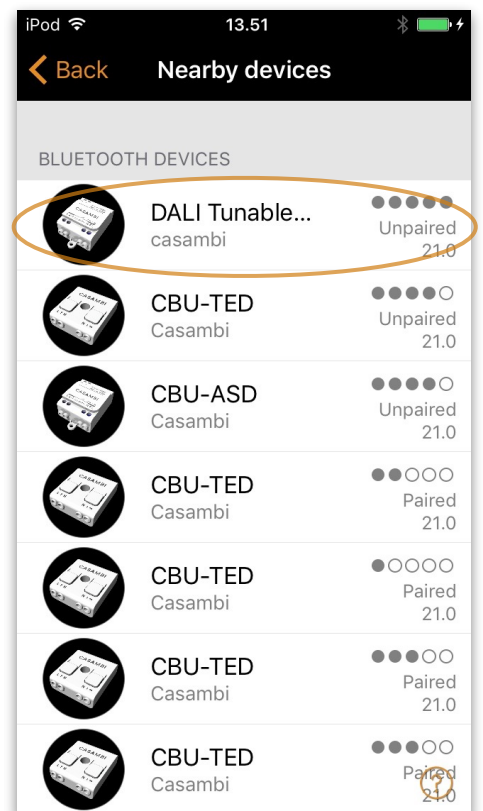 iPod 13.51
Back Nearby devices
BLUETOOTH DEVICES
DALI Tunable...
casambi
Unpaired
21.0
CBU-TED
Casambi
Unpaired
21.0
CBU-ASD
Casambi
Unpaired
21.0
CBU-TED
Casambi
Paired
21.0
CBU-TED
Casambi
Paired
21.0
CBU-TED
Casambi
Paired
21.0
CBU-TED
Casambi
Paired
21.0
?